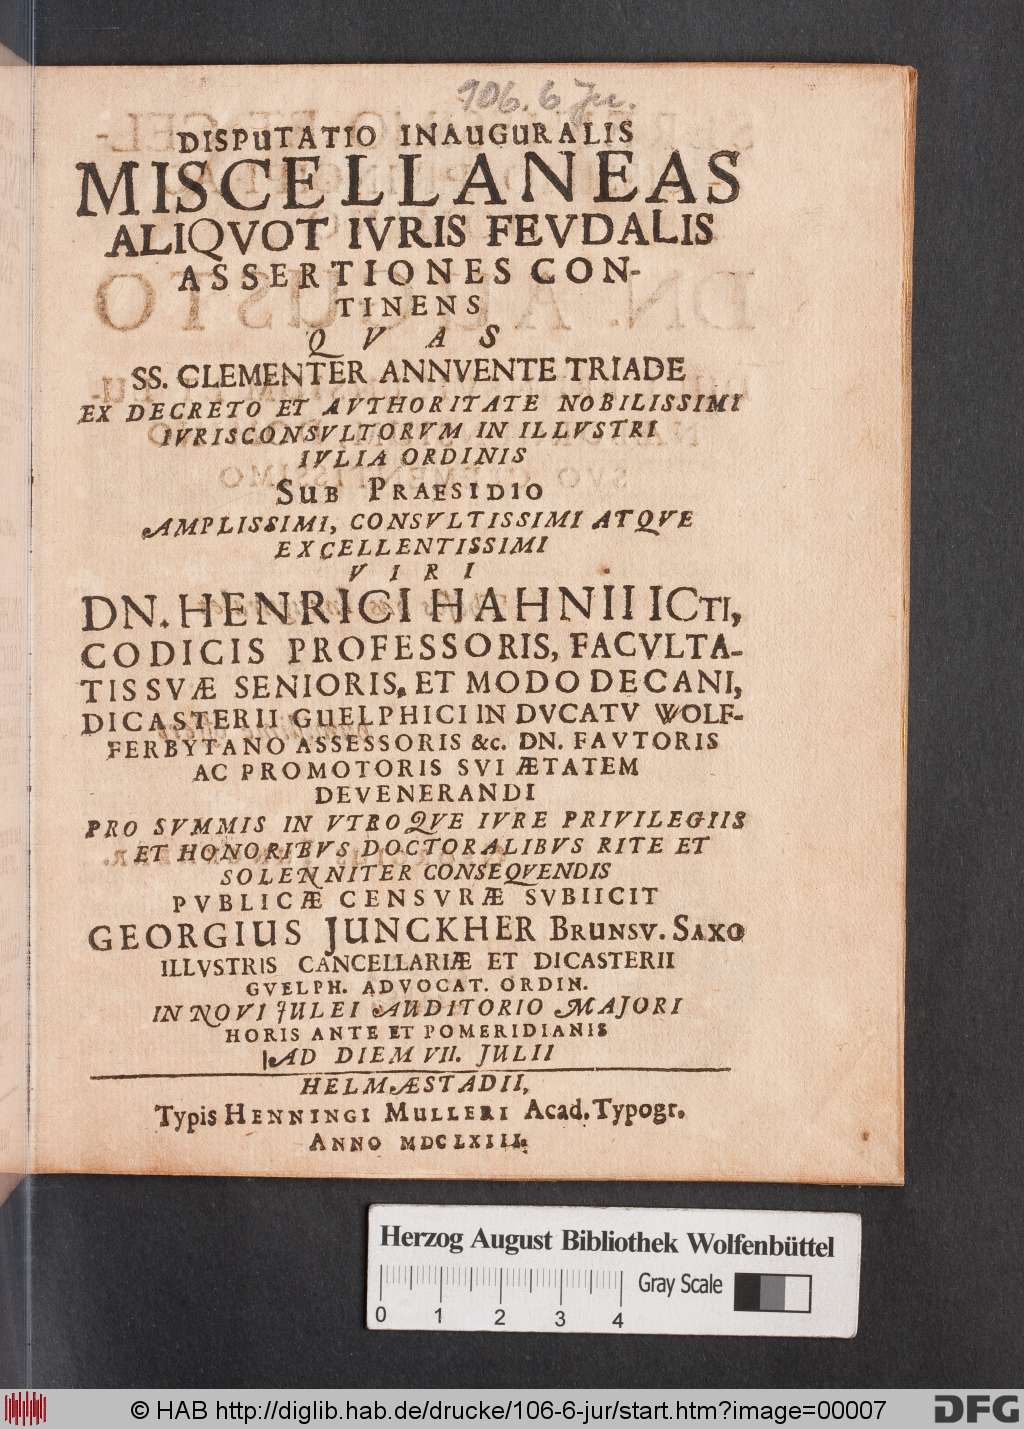 106. 6 Ju.
DISPUTATIO INAUGURALIS
MISCELLANEAS
ALIQVOT IVRIS FEVDALIS
ASSERTIONES CON-
TINENS
QVAS
SS. CLEMENTER ANNVENTE TRIADE
EX DECRETO ET AVTHORITATE NOBILISSIMI
IVRISCONSVLTORVM IN ILLVSTRI
IVLIA ORDINIS
SUB PRAESIDIO
AMPLISSIMI, CONSVLTISSIMI ATQVE
EXCELLENTISSIMI
VIRI
DN. HENRICI HAHNII ICTI,
CODICIS PROFESSORIS, FACVLTA-
TIS SVÆ SENIORIS, ET MODO DECANI,
DICASTERII GUELPHICI IN DVCATV WOLF-
FERBYTANO ASSESSORIS &c. DN. FAVTORIS
AC PROMOTORIS SVI ÆTATEM
DEVENERANDI
PRO SVMMIS IN VTROQVE IVRE PRIVILEGIIS
ET HONORIBVS DOCTORALIBVS RITE ET
SOLENNITER CONSEQVENDIS
PVBLICÆ CENSVRÆ SVBIICIT
GEORGIUS JUNCKHER BRUNSV. SAXO
ILLVSTRIS CANCELLARIÆ ET DICASTERII
GVELPH. ADVOCAT. ORDIN.
IN NOVI JULEI AUDITORIO MAJORI
HORIS ANTE ET POMERIDIANIS
AD DIEM VII. JULII
HELMÆSTADII,
Typis HENNINGI MULLERI Acad. Typogr.
ANNO MDCLXIII.
Herzog August Bibliothek Wolfenbüttel
Gray Scale
0 1 2 3 4
© HAB http://diglib.hab.de/drucke/106-6-jur/start.htm?image=00007
DFG